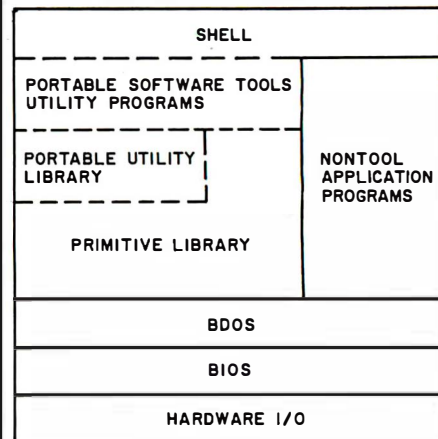 SHELL
PORTABLE SOFTWARE TOOLS
UTILITY PROGRAMS
PORTABLE UTILITY
LIBRARY
NONTOOL
APPLICATION
PROGRAMS
PRIMITIVE LIBRARY
BDOS
BIOS
HARDWARE I/O